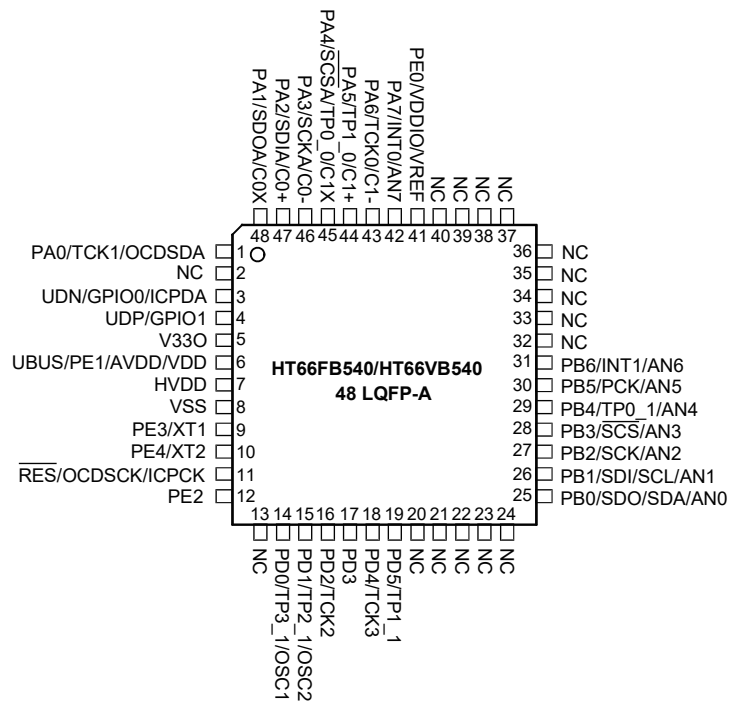 PA1/SDOA/C0X
PA2/SDIA/C0+
PA3/SCKA/C0-
PA4/SCSA/TP0_0/C1X
PA5/TP1_0/C1+
PA6/TCK0/C1-
PA7/INT0/AN7
PE0/VDDIO/VREF
NC
NC
NC
NC
48 47 46 45 44 43 42 41 40 39 38 37
PA0/TCK1/OCDSDA 1
NC 2
UDN/GPIO0/ICPDA 3
UDP/GPIO1 4
V33O 5
UBUS/PE1/AVDD/VDD 6
HVDD 7
VSS 8
PE3/XT1 9
PE4/XT2 10
RES/OCDSCK/ICPCK 11
PE2 12
HT66FB540/HT66VB540
48 LQFP-A
36 NC
35 NC
34 NC
33 NC
32 NC
31 PB6/INT1/AN6
30 PB5/PCK/AN5
29 PB4/TP0_1/AN4
28 PB3/SCS/AN3
27 PB2/SCK/AN2
26 PB1/SDI/SCL/AN1
25 PB0/SDO/SDA/AN0
13 14 15 16 17 18 19 20 21 22 23 24
NC
PD0/TP3_1/OSC1
PD1/TP2_1/OSC2
PD2/TCK2
PD3
PD4/TCK3
PD5/TP1_1
NC
NC
NC
NC
NC